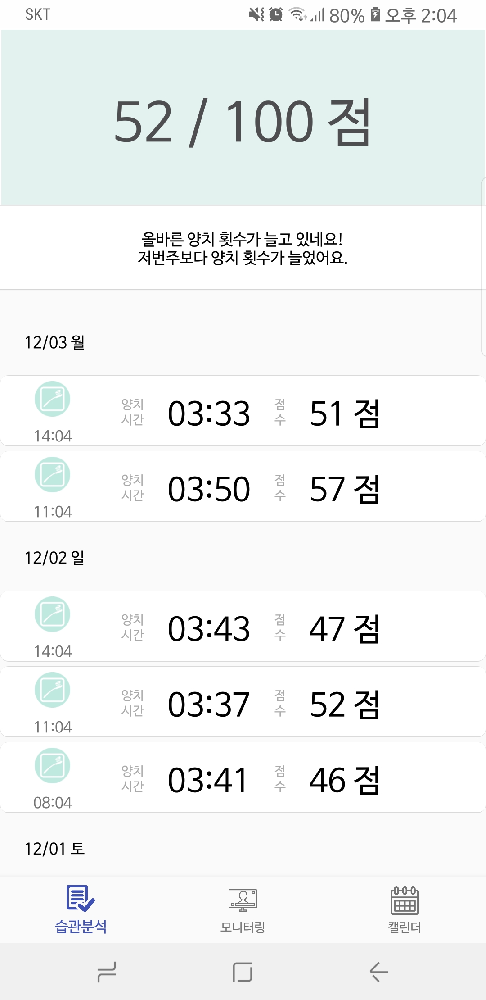 SKT 80% 오후 2:04
52 / 100 점
올바른 양치 횟수가 늘고 있네요!
저번주보다 양치 횟수가 늘었어요.
12/03 월
양치
시간
03:33
점
수
51 점
14:04
양치
시간
03:50
점
수
57 점
11:04
12/02 일
양치
시간
03:43
점
수
47 점
14:04
양치
시간
03:37
점
수
52 점
11:04
양치
시간
03:41
점
수
46 점
08:04
12/01 토
습관분석 모니터링 캘린더